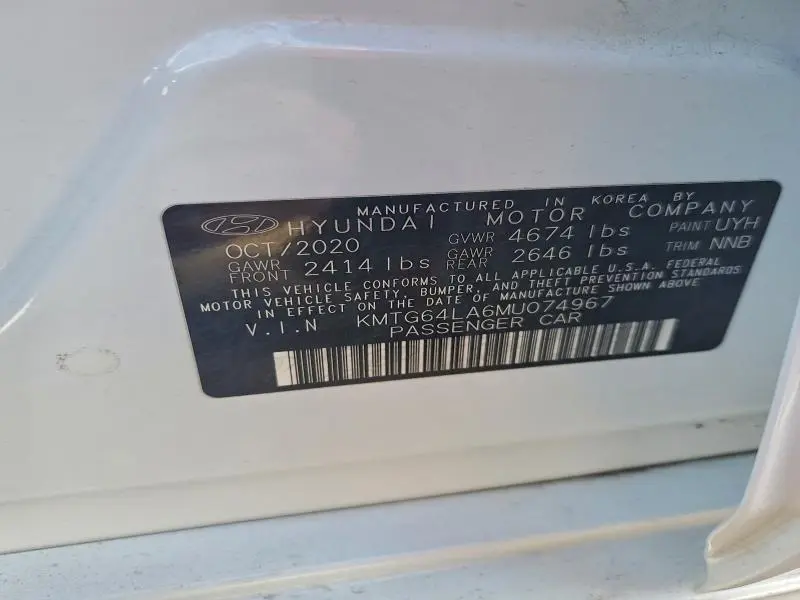 MANUFACTURED IN KOREA BY
HYUNDAI MOTOR COMPANY
OCT/2020 GVWR 4674 lbs PAINT UYH
GAWR FRONT 2414 lbs GAWR REAR 2646 lbs TRIM NNB
THIS VEHICLE CONFORMS TO ALL APPLICABLE U.S.A. FEDERAL
MOTOR VEHICLE SAFETY, BUMPER, AND THEFT PREVENTION STANDARDS
IN EFFECT ON THE DATE OF MANUFACTURE SHOWN ABOVE
V.I.N KMTG64LA6MU074967
PASSENGER CAR